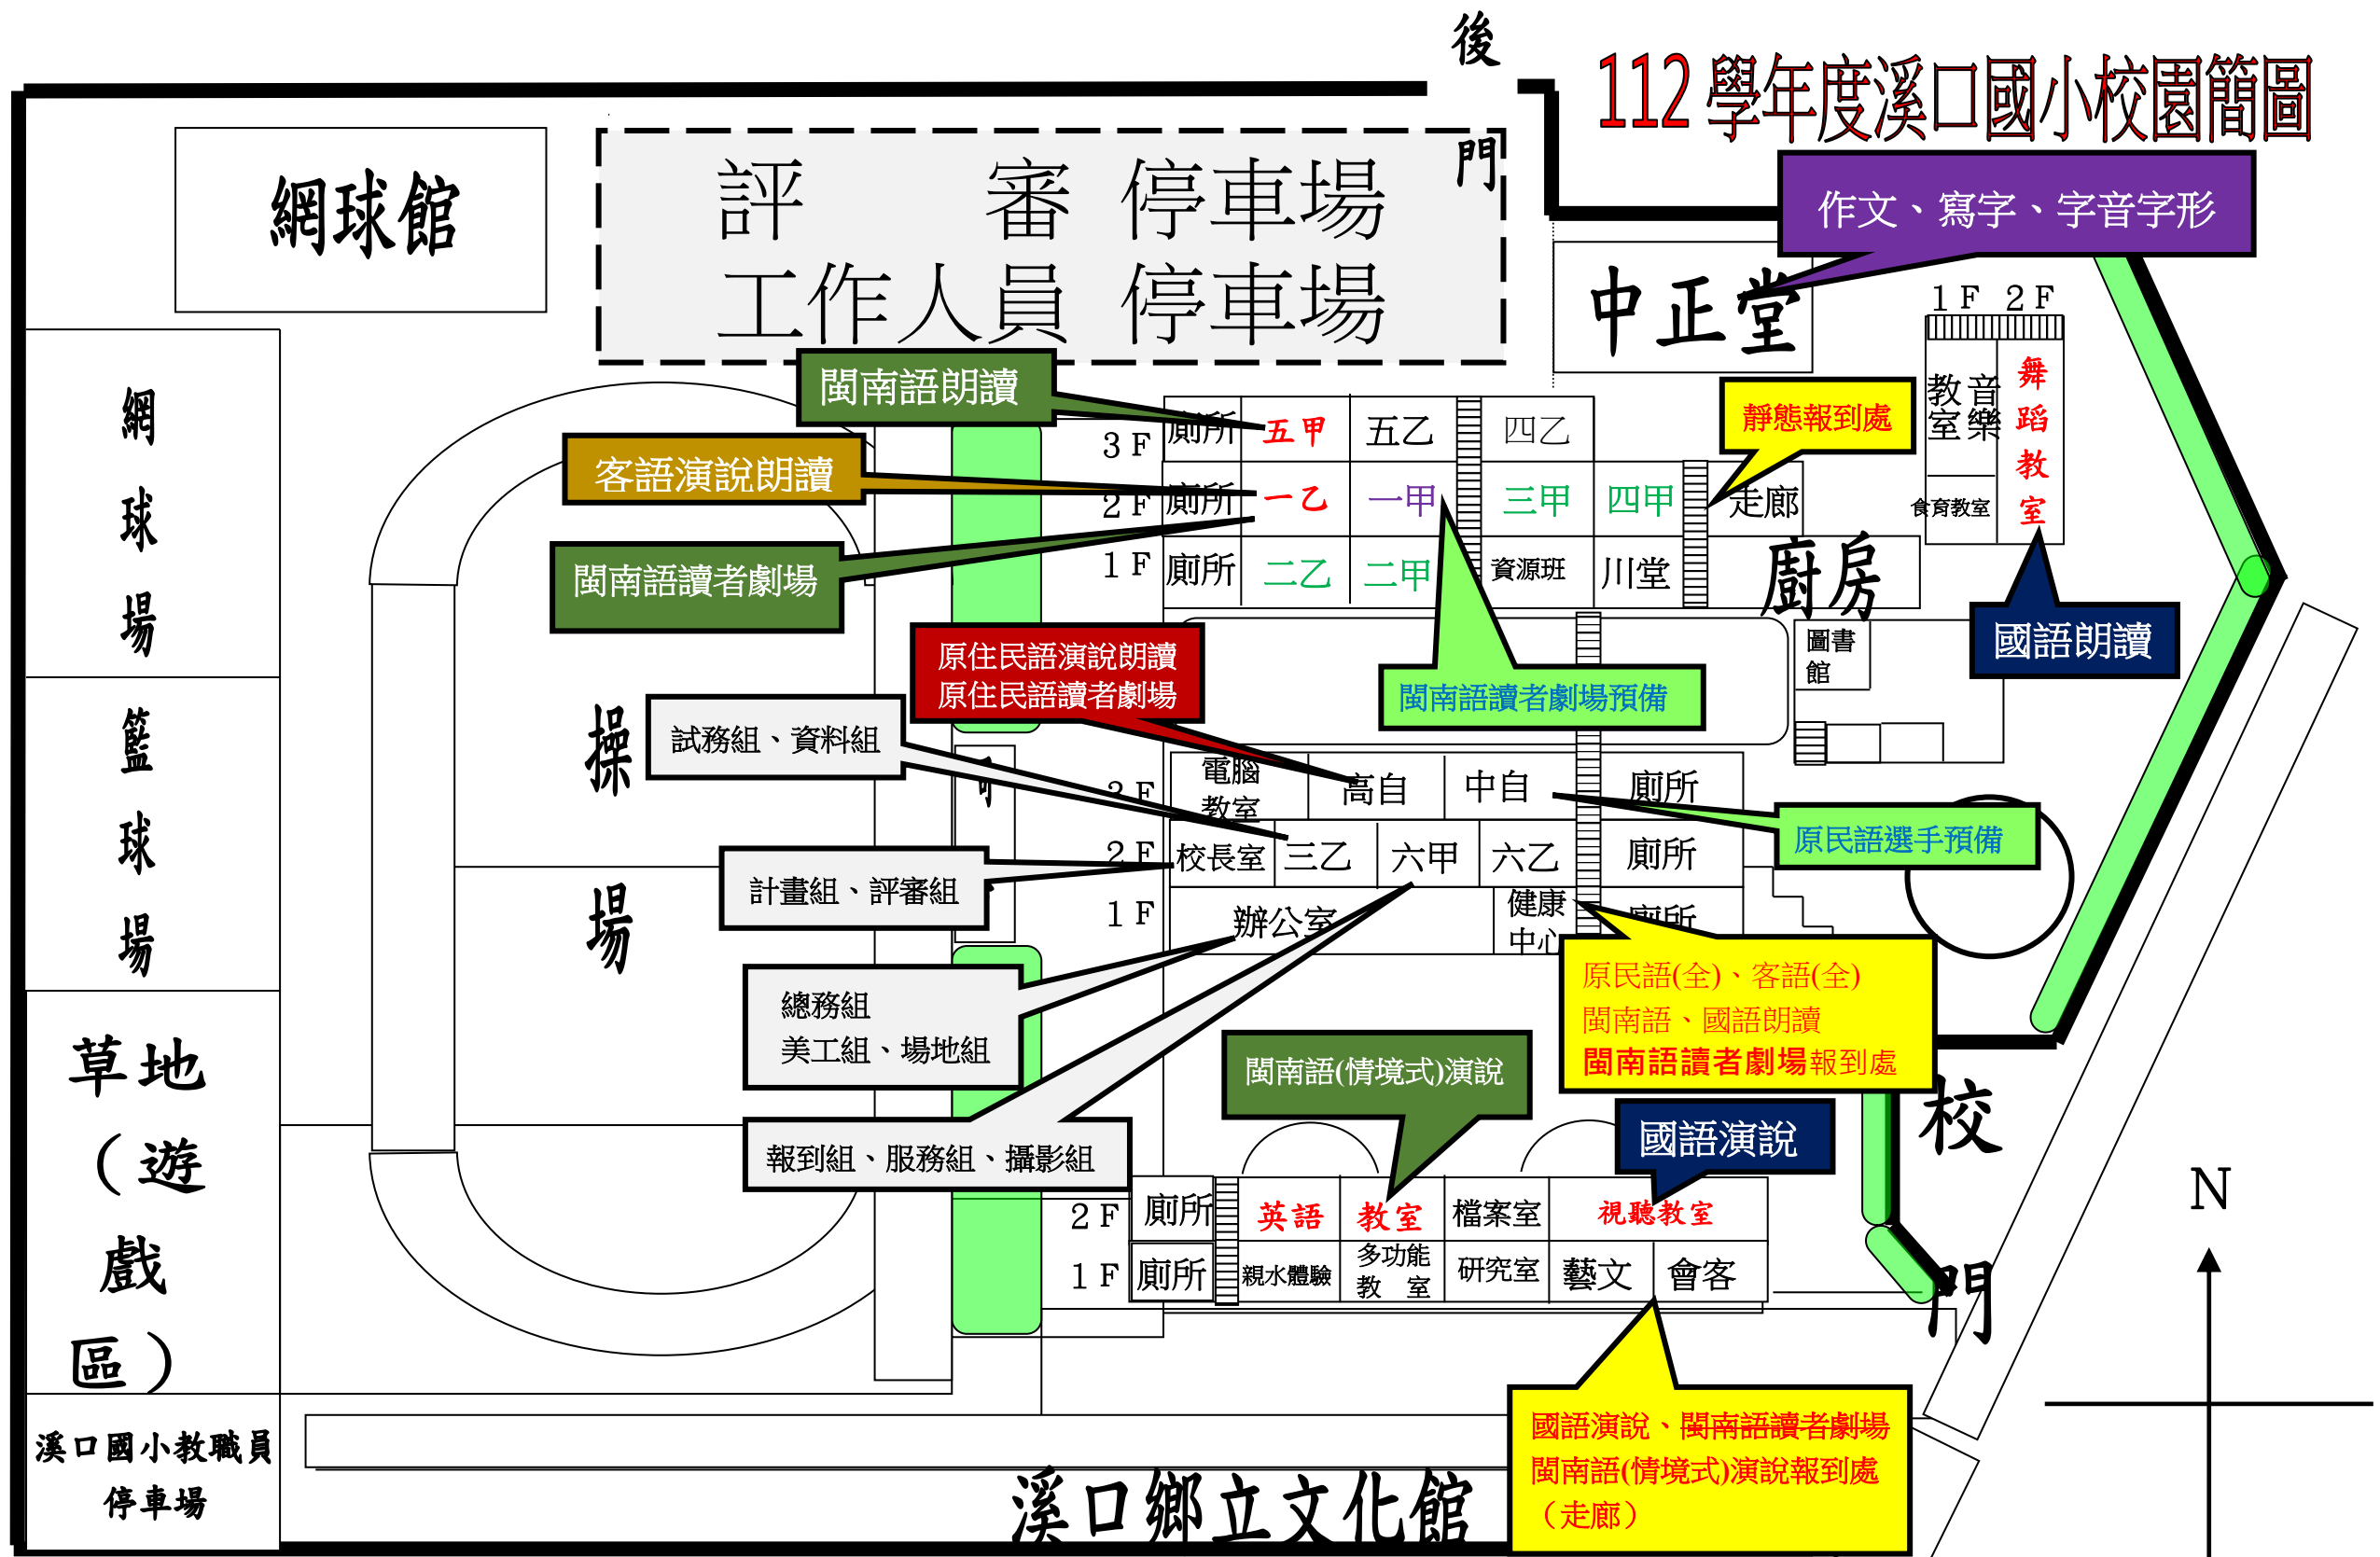 後
門
112 學年度溪口國小校園簡圖
作文、寫字、字音字形
網球館
評　　審 停車場
工作人員 停車場
中正堂
1F 2F
教室 音樂
舞蹈教室
食育教室
靜態報到處
閩南語朗讀
客語演說朗讀
閩南語讀者劇場
3F 廁所 五甲 五乙 四乙
2F 廁所 一乙 一甲 三甲 四甲 走廊
1F 廁所 二乙 二甲 資源班 川堂
廚房
國語朗讀
圖書
館
網球場
籃球場
操場
原住民語演說朗讀
原住民語讀者劇場
閩南語讀者劇場預備
試務組、資料組
計畫組、評審組
3F 電腦教室 高自 中自 廁所
2F 校長室 三乙 六甲 六乙 廁所
1F 辦公室 健康中心 廁所
原民語選手預備
總務組
美工組、場地組
報到組、服務組、攝影組
原民語(全)、客語(全)
閩南語、國語朗讀
閩南語讀者劇場報到處
閩南語(情境式)演說
國語演說
2F 廁所 英語 教室 檔案室 視聽教室
1F 廁所 親水體驗 多功能教 室 研究室 藝文 會客
校門
N
草地
（遊
戲
區）
溪口國小教職員
停車場
國語演說、閩南語讀者劇場
閩南語(情境式)演說報到處
（走廊）
溪口鄉立文化館